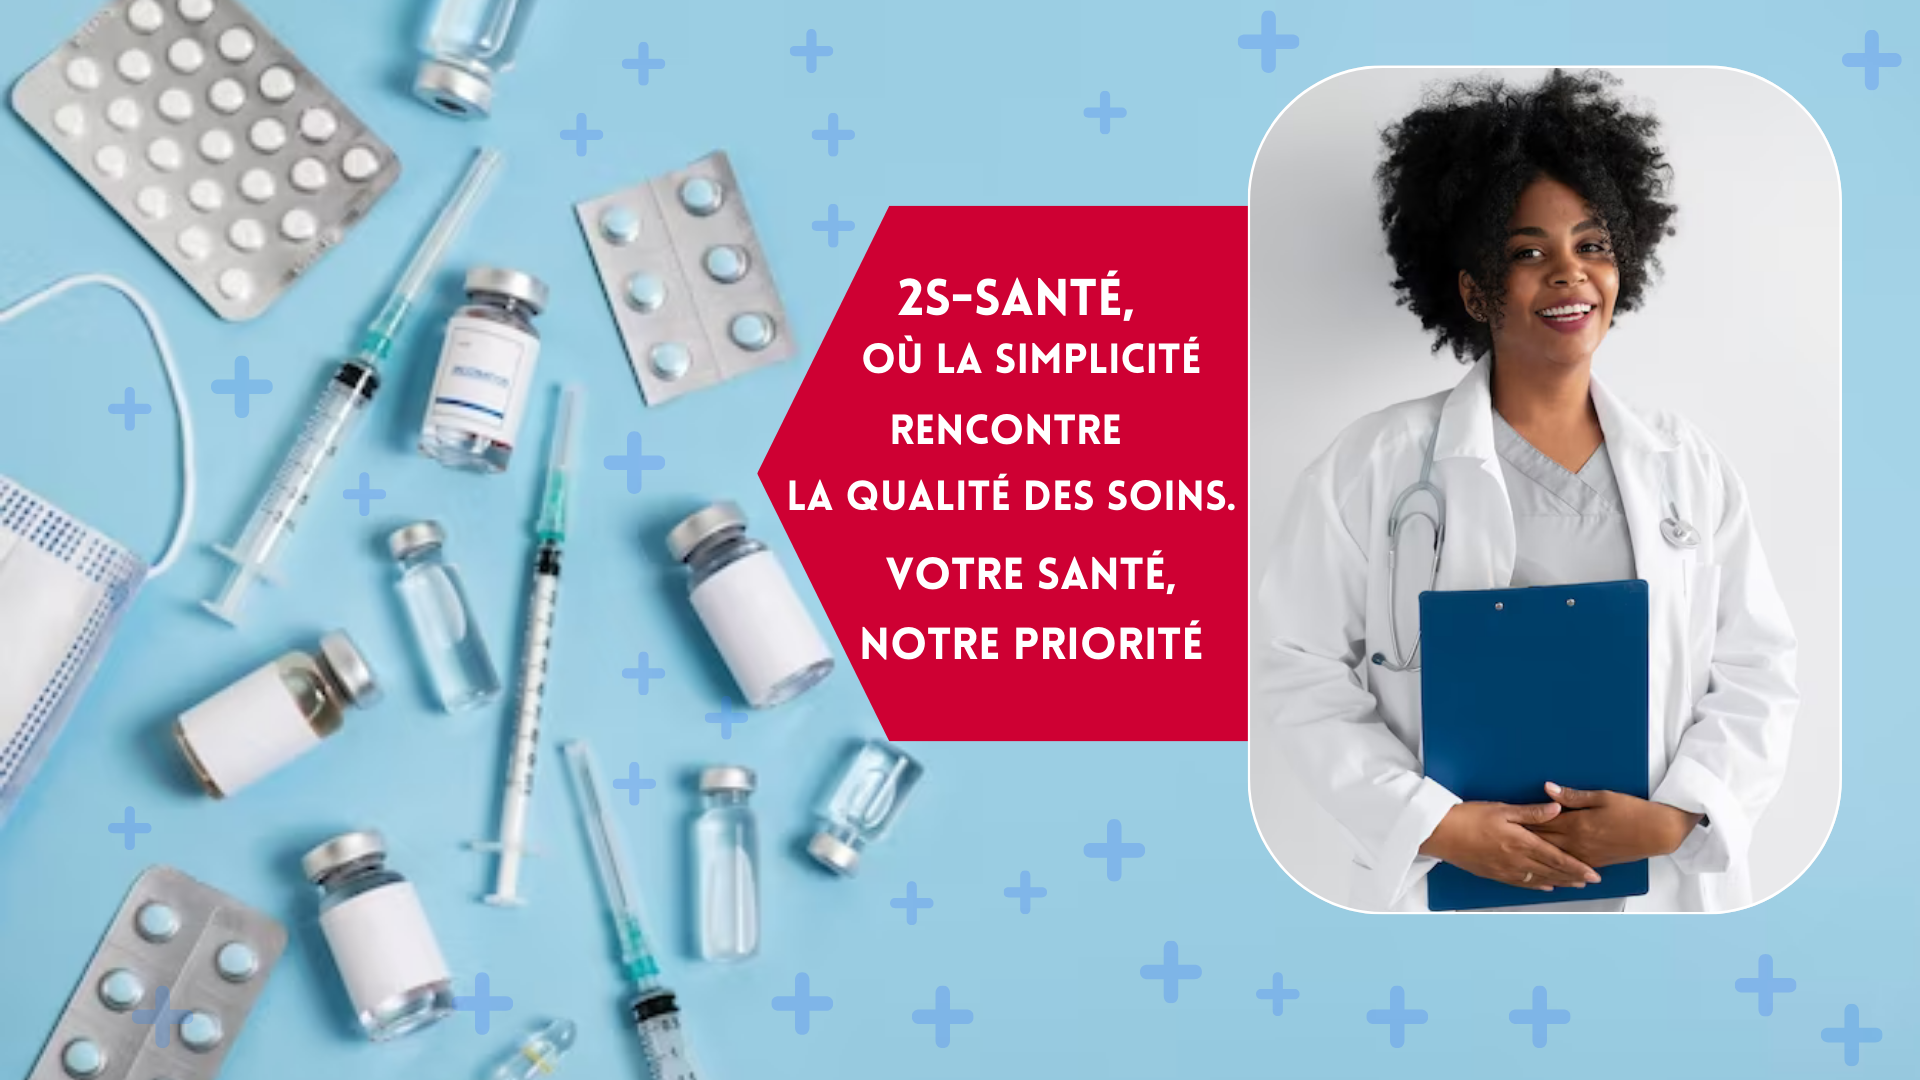 2S-SANTÉ,
OÙ LA SIMPLICITÉ
RENCONTRE
LA QUALITÉ DES SOINS.
VOTRE SANTÉ,
NOTRE PRIORITÉ